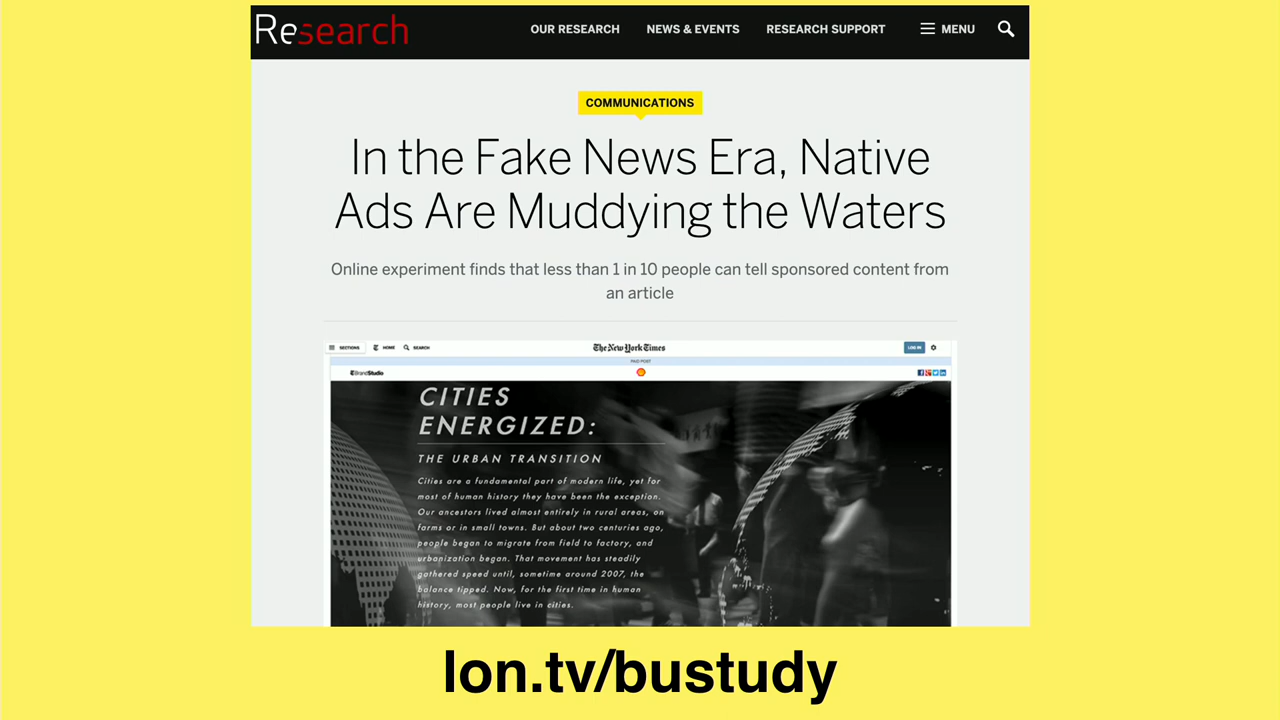 Research
OUR RESEARCH NEWS & EVENTS RESEARCH SUPPORT MENU
COMMUNICATIONS
In the Fake News Era, Native
Ads Are Muddying the Waters
Online experiment finds that less than 1 in 10 people can tell sponsored content from
an article
SECTIONS HOME SEARCH The New York Times LOG IN
PAID POST
T BrandStudio
CITIES
ENERGIZED:
THE URBAN TRANSITION
Cities are a fundamental part of modern life, yet for
most of human history they have been the exception.
Our ancestors lived almost entirely in rural areas, on
farms or in small towns. But about two centuries ago,
people began to migrate from field to factory, and
urbanization began. That movement has steadily
gathered speed until, sometime around 2007, the
balance tipped. Now, for the first time in human
history, most people live in cities.
lon.tv/bustudy